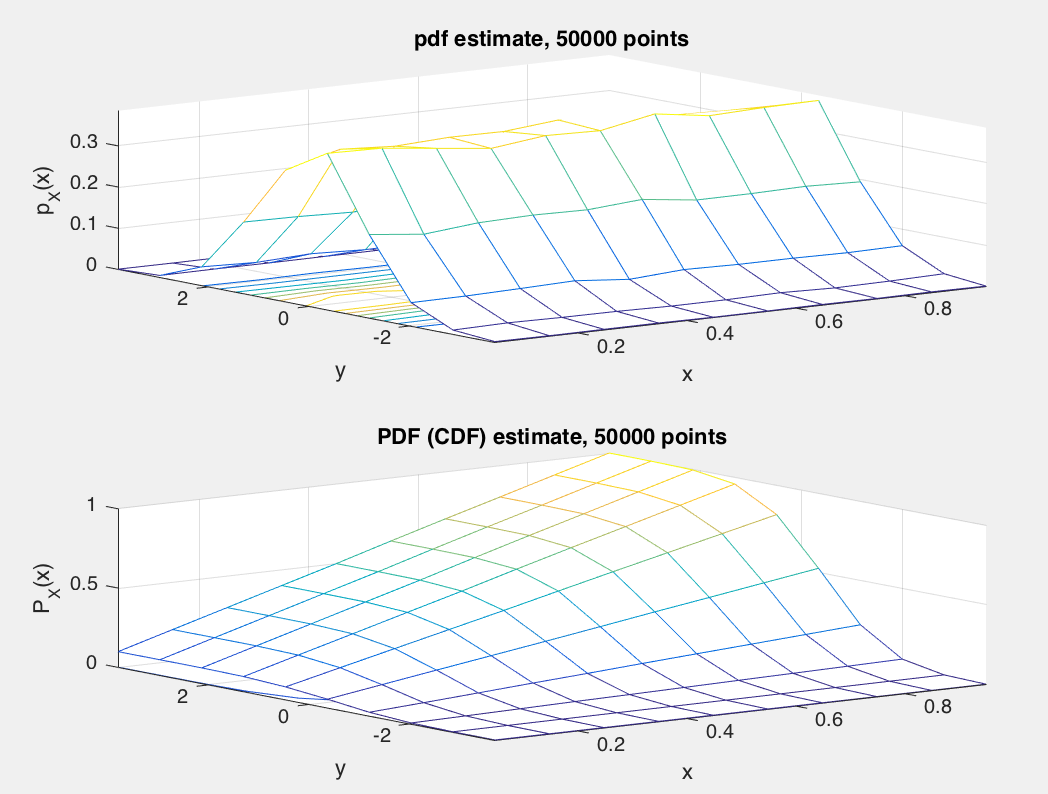 pdf estimate, 50000 points
p_X(x)
0.3
0.2
0.1
0
2
0
-2
y
0.2
0.4
0.6
0.8
x
PDF (CDF) estimate, 50000 points
P_X(x)
1
0.5
0
2
0
-2
y
0.2
0.4
0.6
0.8
x